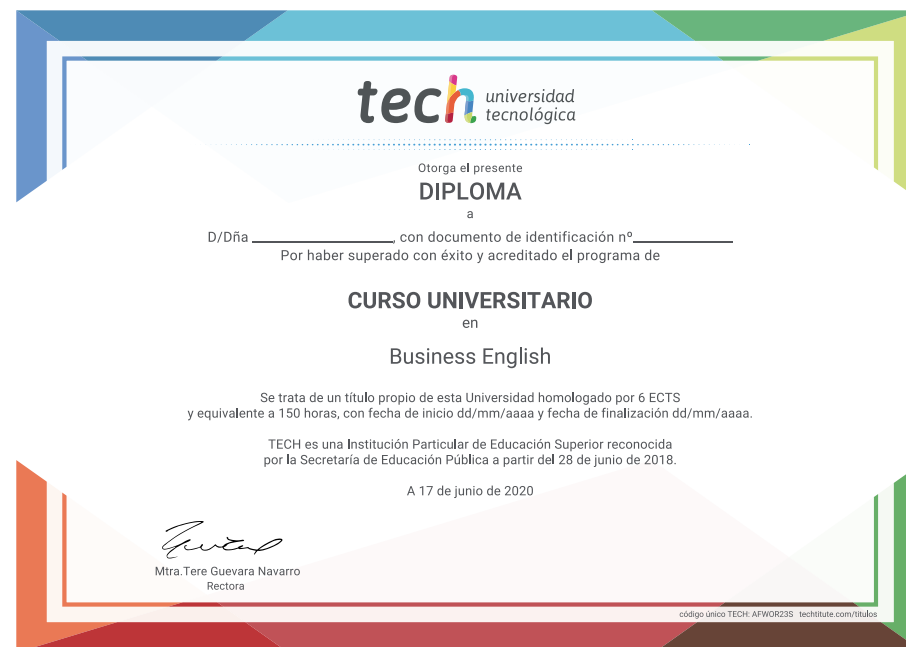 tech universidad
tecnológica
Otorga el presente
DIPLOMA
a
D/Dña ____________________, con documento de identificación nº______________
Por haber superado con éxito y acreditado el programa de
CURSO UNIVERSITARIO
en
Business English
Se trata de un título propio de esta Universidad homologado por 6 ECTS
y equivalente a 150 horas, con fecha de inicio dd/mm/aaaa y fecha de finalización dd/mm/aaaa.
TECH es una Institución Particular de Educación Superior reconocida
por la Secretaría de Educación Pública a partir del 28 de junio de 2018.
A 17 de junio de 2020
Mtra.Tere Guevara Navarro
Rectora
código único TECH: AFWOR23S techtitute.com/titulos